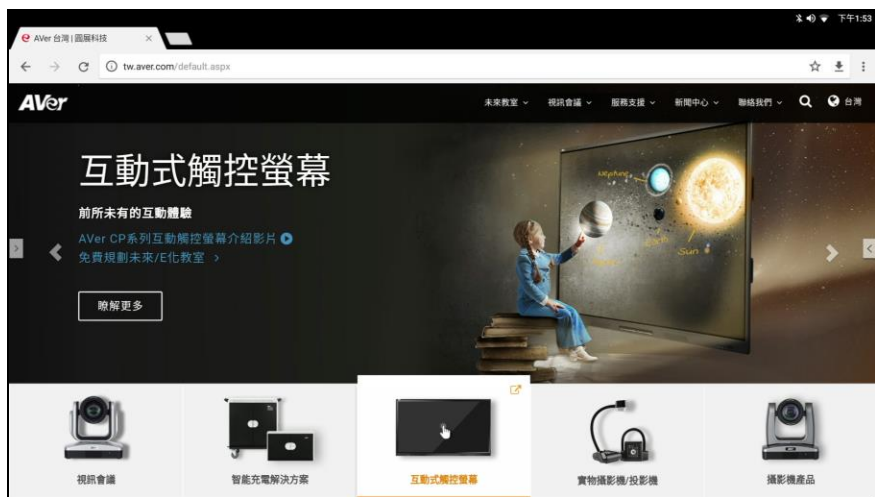 下午1:53
AVer 台灣 | 圓展科技
tw.aver.com/default.aspx
AVer
未來教室 視訊會議 服務支援 新聞中心 聯絡我們 台灣
互動式觸控螢幕
前所未有的互動體驗
AVer CP系列互動觸控螢幕介紹影片
免費規劃未來/E化教室 >
瞭解更多
Neptune
Earth
Sun
視訊會議
智能充電解決方案
互動式觸控螢幕
實物攝影機/投影機
攝影機產品